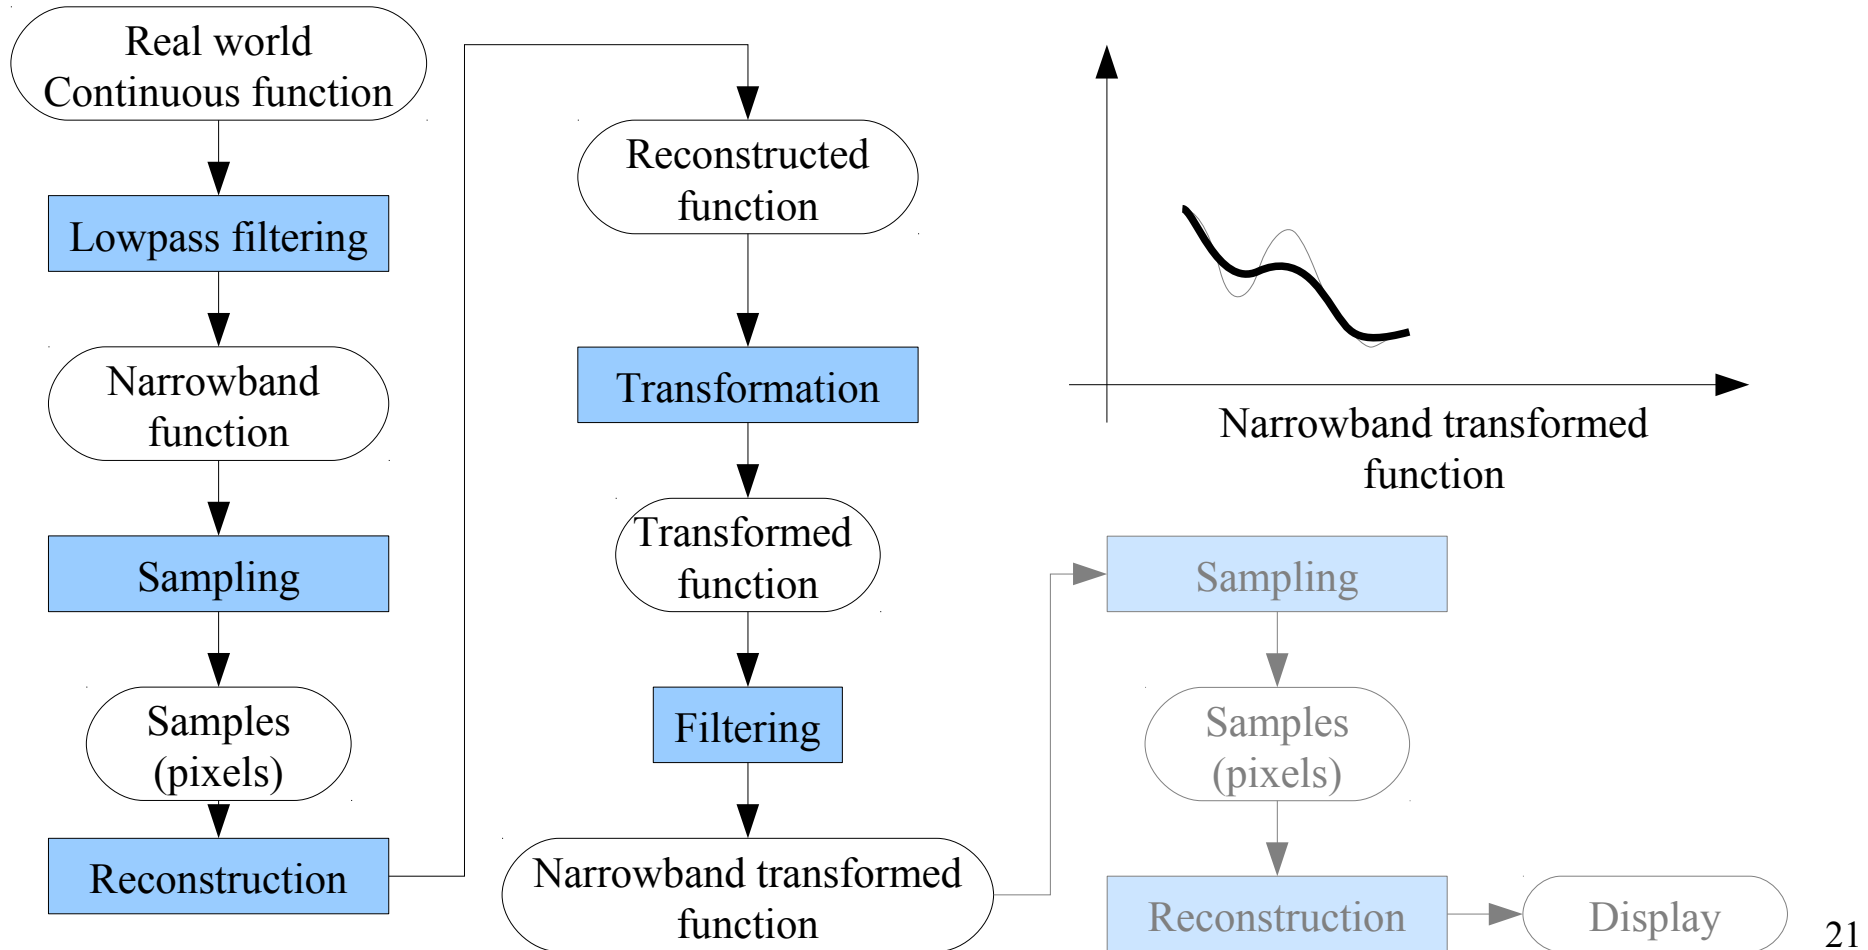 Real world
Continuous function
Lowpass filtering
Narrowband
function
Sampling
Samples
(pixels)
Reconstruction
Reconstructed
function
Transformation
Transformed
function
Filtering
Narrowband transformed
function
Narrowband transformed
function
Sampling
Samples
(pixels)
Reconstruction
Display
21